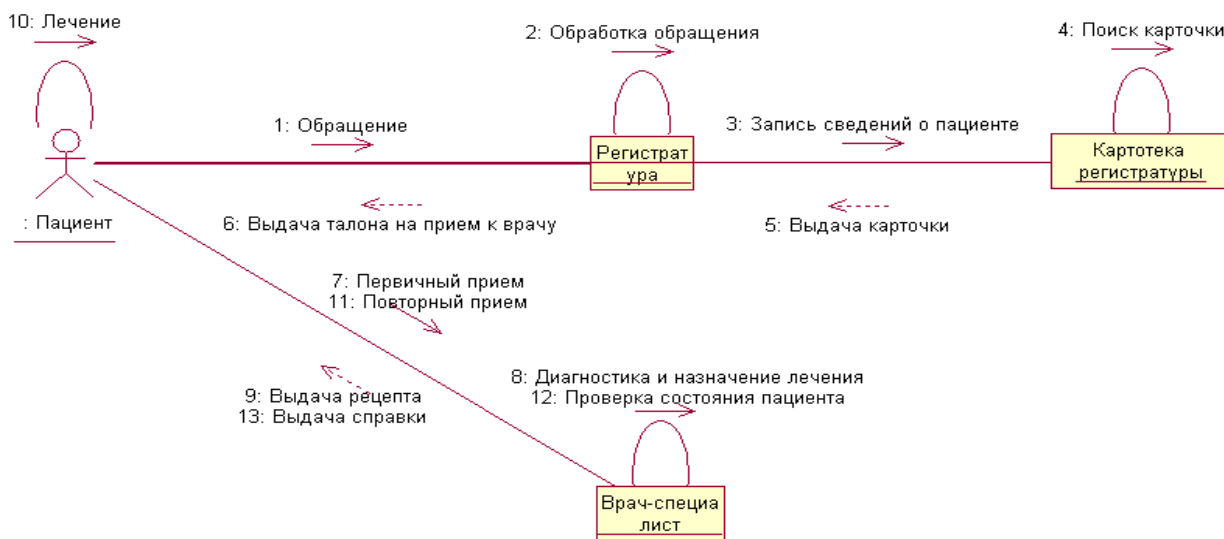 10: Лечение
2: Обработка обращения
4: Поиск карточки
1: Обращение
3: Запись сведений о пациенте
Регистрат
ура
Картотека
регистратуры
: Пациент
6: Выдача талона на прием к врачу
5: Выдача карточки
7: Первичный прием
11: Повторный прием
8: Диагностика и назначение лечения
12: Проверка состояния пациента
9: Выдача рецепта
13: Выдача справки
Врач-специа
лист